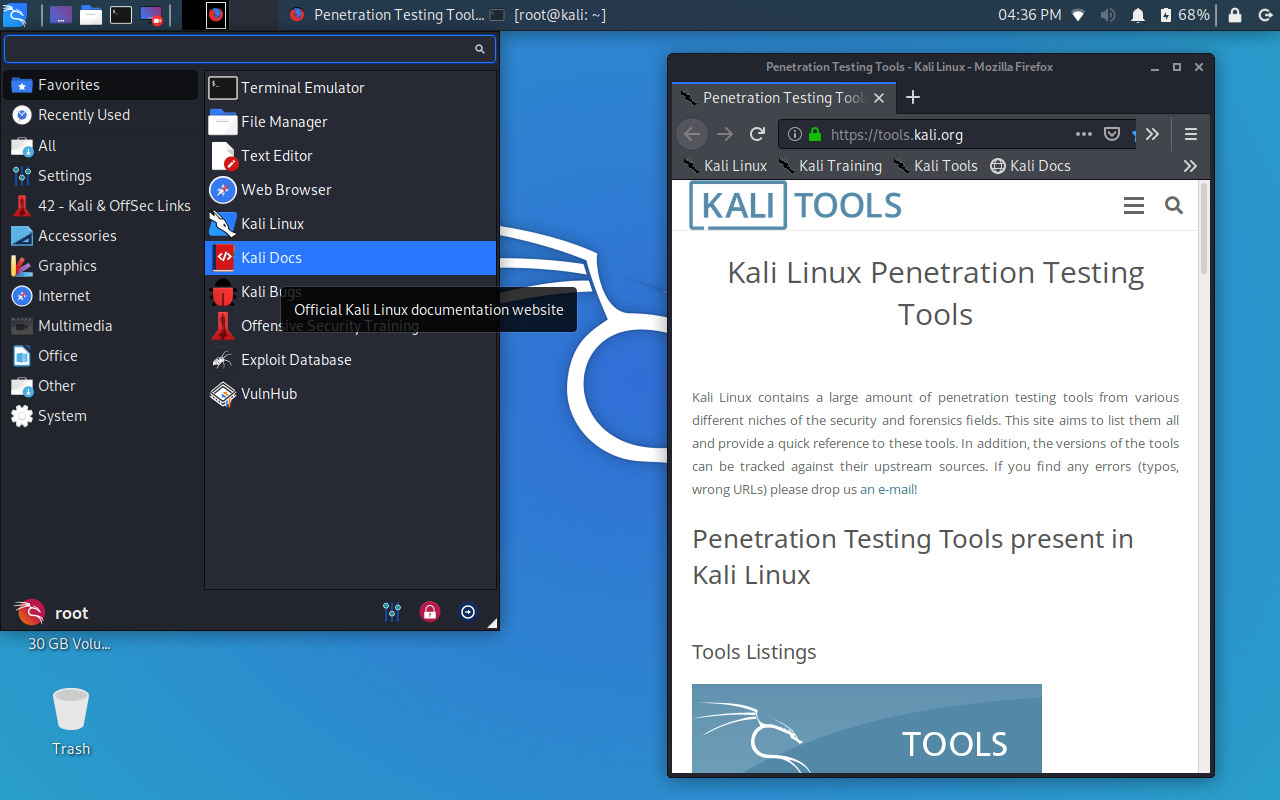 Penetration Testing Tool... [root@kali: ~] 04:36 PM 68%
Favorites
Recently Used
All
Settings
42 - Kali & OffSec Links
Accessories
Graphics
Internet
Multimedia
Office
Other
System
Terminal Emulator
File Manager
Text Editor
Web Browser
Kali Linux
Kali Docs
Kali Bugs
Official Kali Linux documentation website
Offensive Security Training
Exploit Database
VulnHub
root
30 GB Volu...
Trash
Penetration Testing Tools - Kali Linux - Mozilla Firefox
Penetration Testing Tools
https://tools.kali.org
Kali Linux Kali Training Kali Tools Kali Docs
KALI TOOLS
Kali Linux Penetration Testing
Tools
Kali Linux contains a large amount of penetration testing tools from various
different niches of the security and forensics fields. This site aims to list them all
and provide a quick reference to these tools. In addition, the versions of the tools
can be tracked against their upstream sources. If you find any errors (typos,
wrong URLs) please drop us an e-mail!
Penetration Testing Tools present in
Kali Linux
Tools Listings
TOOLS